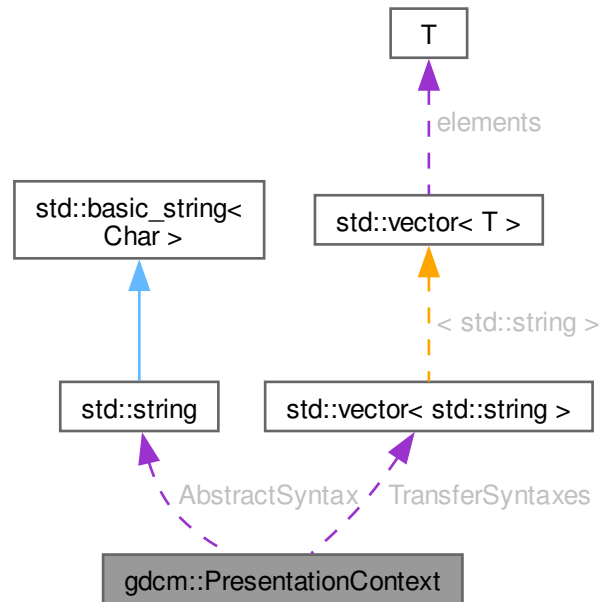 T
elements
std::basic_string<
Char >
std::vector< T >
< std::string >
std::string
std::vector< std::string >
AbstractSyntax
TransferSyntaxes
gdcm::PresentationContext